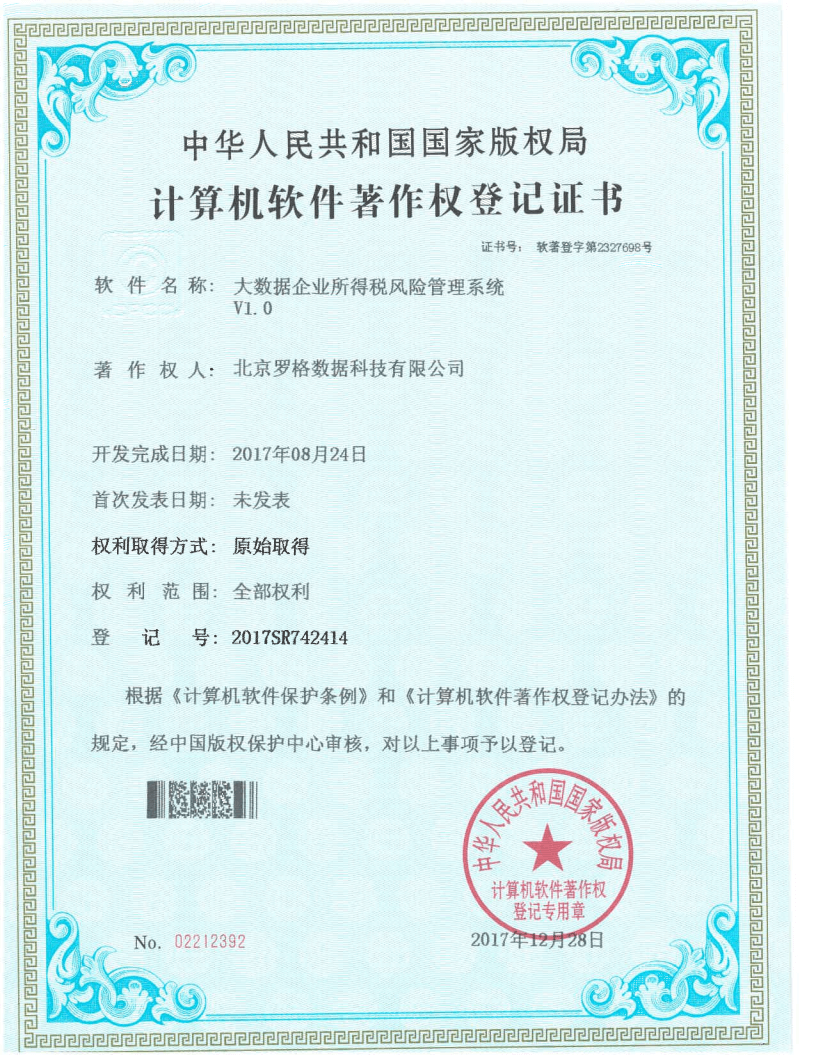 中华人民共和国国家版权局
计算机软件著作权登记证书
证书号： 软著登字第2327698号
软件名称： 大数据企业所得税风险管理系统
V1.0
著作权人： 北京罗格数据科技有限公司
开发完成日期： 2017年08月24日
首次发表日期： 未发表
权利取得方式： 原始取得
权利范围： 全部权利
登记号： 2017SR742414
根据《计算机软件保护条例》和《计算机软件著作权登记办法》的
规定，经中国版权保护中心审核，对以上事项予以登记。
中华人民共和国国家版权局
计算机软件著作权
登记专用章
No. 02212392
2017年12月28日